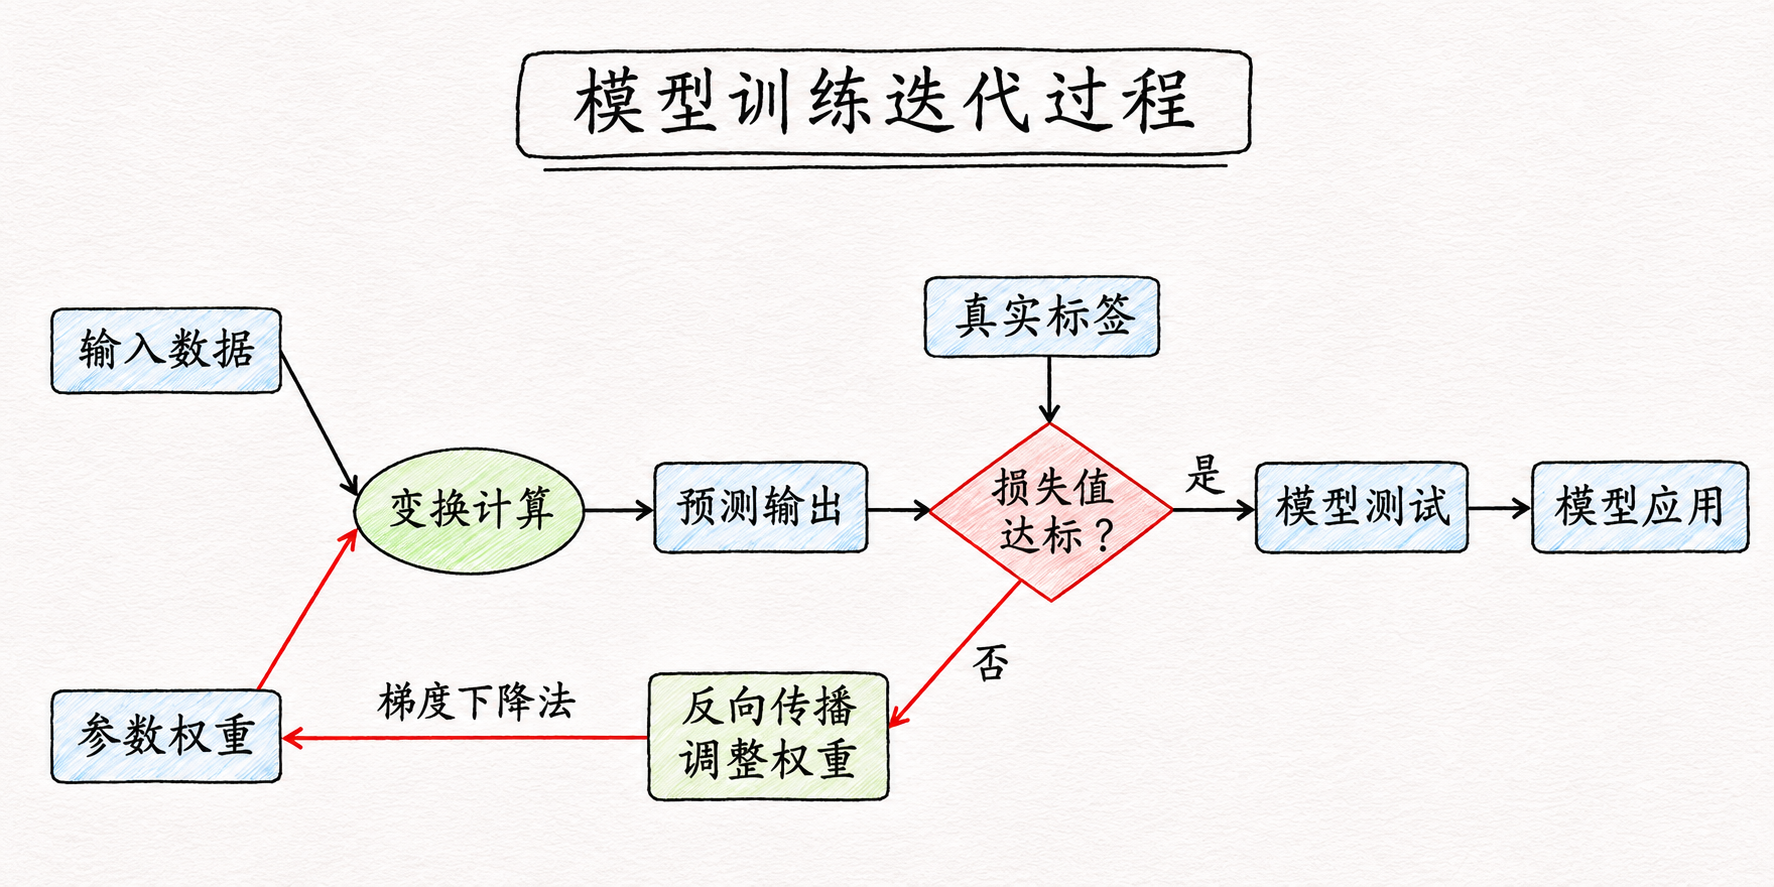 模型训练迭代过程
真实标签
输入数据
变换计算
预测输出
损失值
达标？
是
模型测试
模型应用
否
参数权重
梯度下降法
反向传播
调整权重